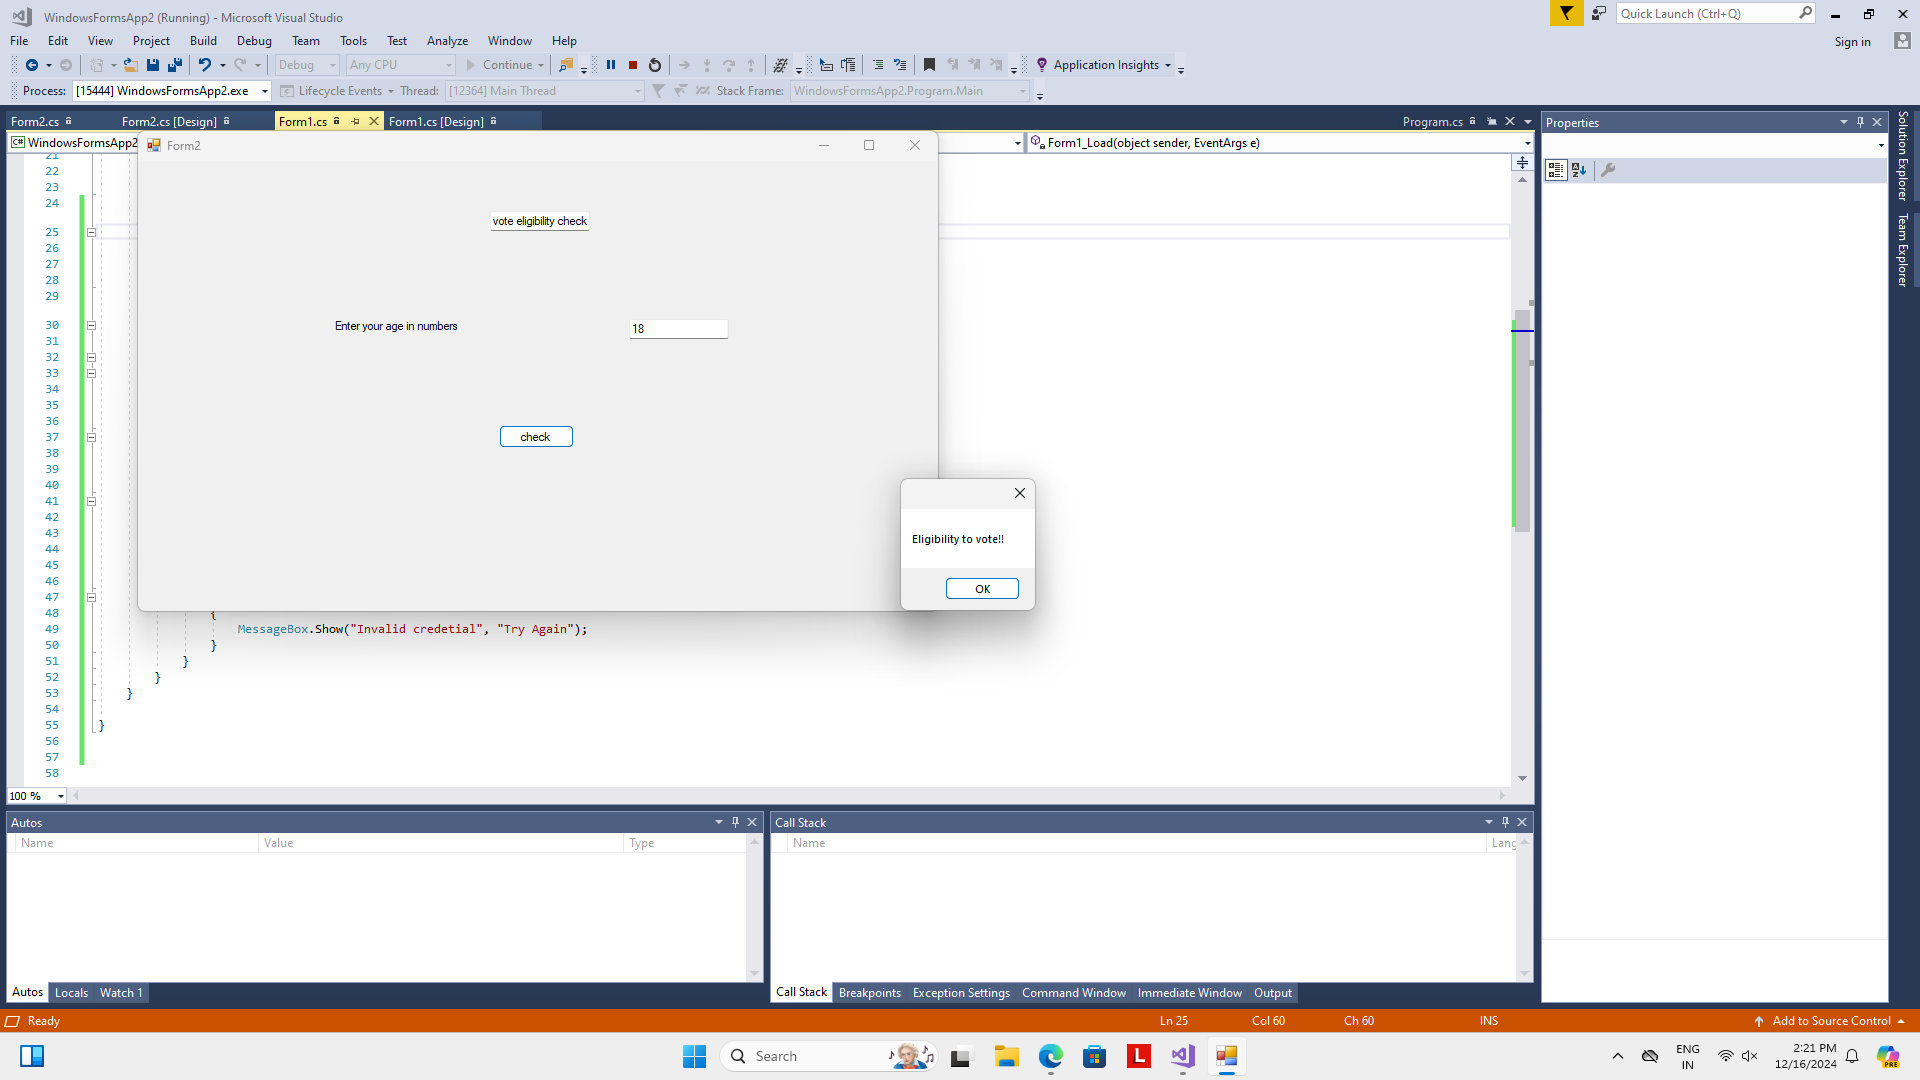 WindowsFormsApp2 (Running) - Microsoft Visual Studio
Quick Launch (Ctrl+Q)
File Edit View Project Build Debug Team Tools Test Analyze Window Help
Sign in
Debug Any CPU Continue Application Insights
Process: [15444] WindowsFormsApp2.exe Lifecycle Events Thread: [12364] Main Thread Stack Frame: WindowsFormsApp2.Program.Main
Form2.cs Form2.cs [Design] Form1.cs Form1.cs [Design] Program.cs
Properties
Solution Explorer
Team Explorer
WindowsFormsApp2
Form1_Load(object sender, EventArgs e)
Form2
vote eligibility check
Enter your age in numbers
18
check
Eligibility to vote!!
OK
21
22
23
24
25
26
27
28
29
30
31
32
33
34
35
36
37
38
39
40
41
42
43
44
45
46
47
48 {
49 MessageBox.Show("Invalid credetial", "Try Again");
50 }
51 }
52 }
53 }
54
55 }
56
57
58
100 %
Autos
Name Value Type
Call Stack
Name Lang
Autos Locals Watch 1
Call Stack Breakpoints Exception Settings Command Window Immediate Window Output
Ready Ln 25 Col 60 Ch 60 INS Add to Source Control
Search
L
PRE
ENG
IN
2:21 PM
12/16/2024